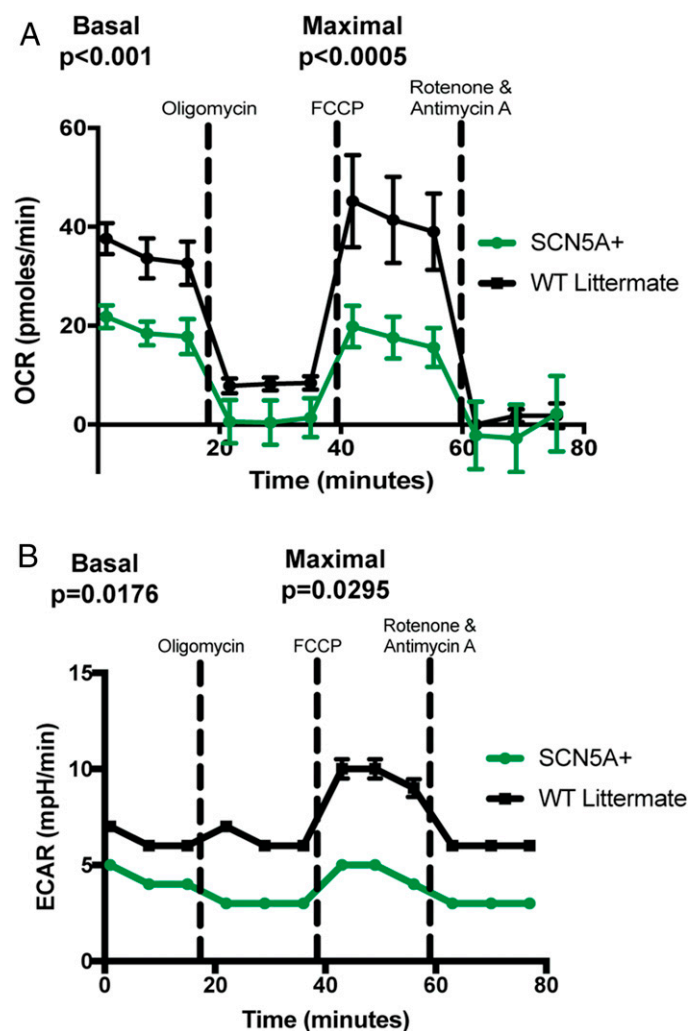 A
Basal
p<0.001
Maximal
p<0.0005
Oligomycin
FCCP
Rotenone &
Antimycin A
60
40
20
0
20
40
60
80
OCR (pmoles/min)
Time (minutes)
SCN5A+
WT Littermate
B
Basal
p=0.0176
Maximal
p=0.0295
Oligomycin
FCCP
Rotenone &
Antimycin A
15
10
5
0
0
20
40
60
80
ECAR (mpH/min)
Time (minutes)
SCN5A+
WT Littermate